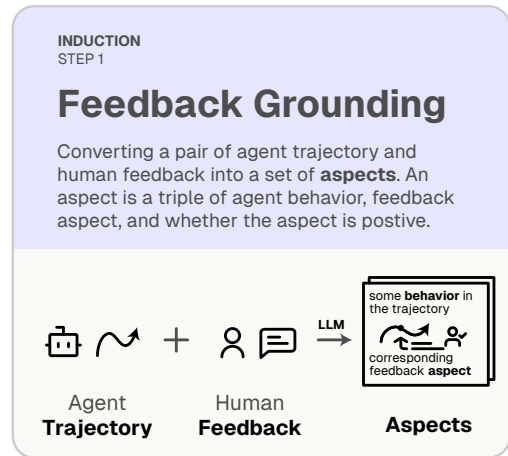 INDUCTION
STEP 1
Feedback Grounding
Converting a pair of agent trajectory and
human feedback into a set of aspects. An
aspect is a triple of agent behavior, feedback
aspect, and whether the aspect is postive.
LLM
some behavior in
the trajectory
corresponding
feedback aspect
Agent
Trajectory
Human
Feedback
Aspects